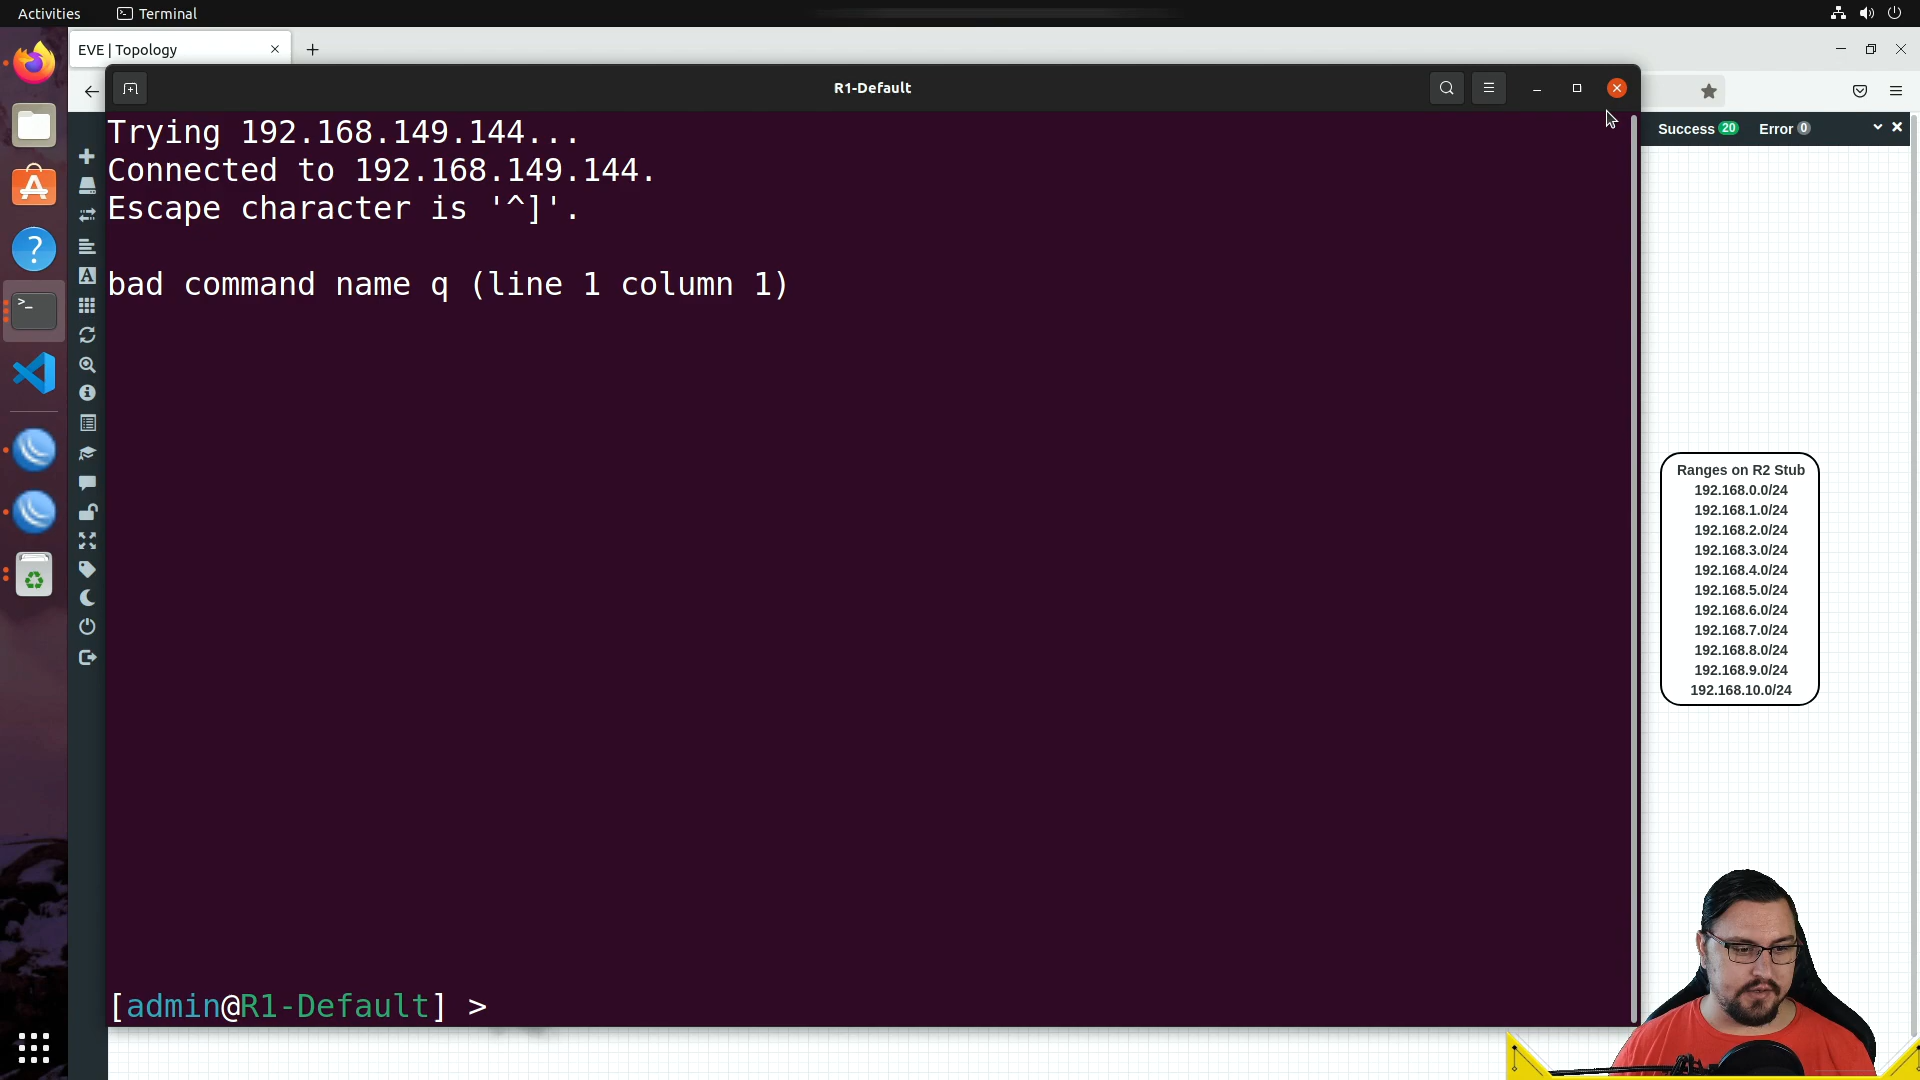 Activities
Terminal
EVE | Topology
R1-Default
Success 20 Error 0
Trying 192.168.149.144...
Connected to 192.168.149.144.
Escape character is '^]'.
bad command name q (line 1 column 1)
[admin@R1-Default] >
Ranges on R2 Stub
192.168.0.0/24
192.168.1.0/24
192.168.2.0/24
192.168.3.0/24
192.168.4.0/24
192.168.5.0/24
192.168.6.0/24
192.168.7.0/24
192.168.8.0/24
192.168.9.0/24
192.168.10.0/24